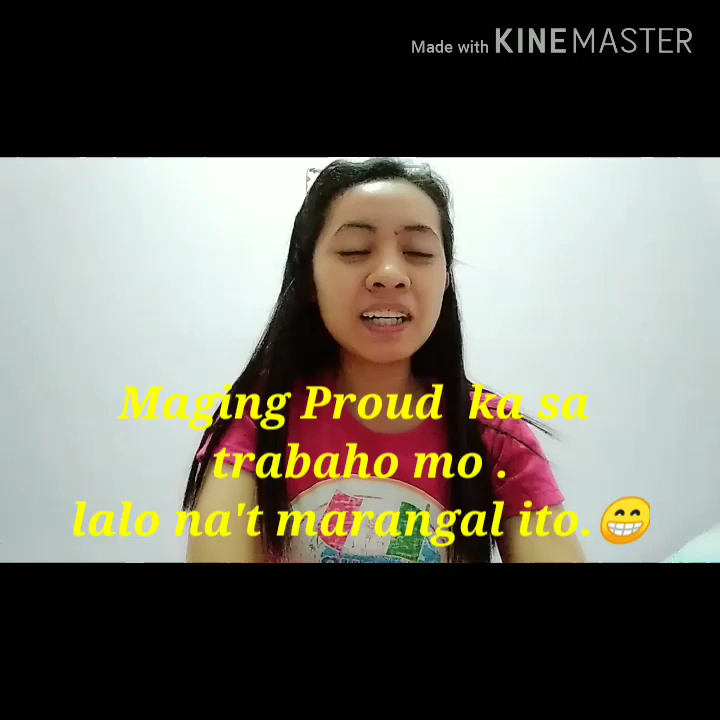 Made with KINEMASTER
Maging Proud ka sa
trabaho mo .
lalo na't marangal ito.😁